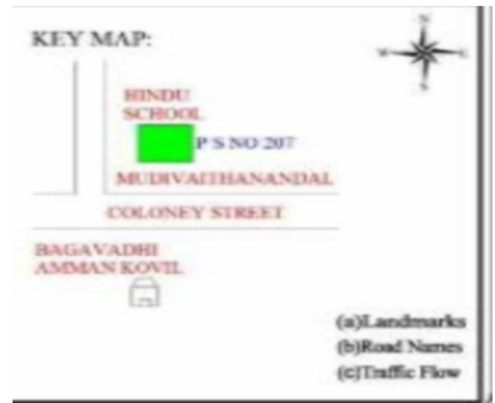 KEY MAP:
N
W E
S
HINDU
SCHOOL
P S NO 207
MUDIVAITHANANDAL
COLONEY STREET
BAGAVADHI
AMMAN KOVIL
(a)Landmarks
(b)Road Names
(c)Traffic Flow